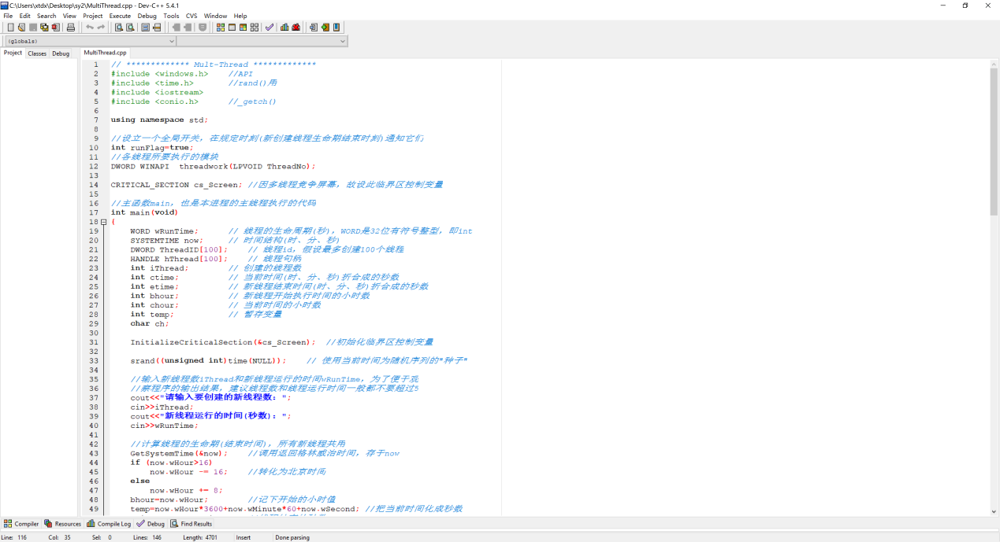 C:\Users\xtdx\Desktop\sy2\MultiThread.cpp - Dev-C++ 5.4.1
File Edit Search View Project Execute Debug Tools CVS Window Help
(globals)
Project Classes Debug MultiThread.cpp
1 // ************* Mult-Thread *************
2 #include <windows.h> //API
3 #include <time.h> //rand()用
4 #include <iostream>
5 #include <conio.h> //_getch()
6
7 using namespace std;
8
9 //设立一个全局开关，在规定时刻(新创建线程生命期结束时刻)通知它们
10 int runFlag=true;
11 //各线程所要执行的模块
12 DWORD WINAPI threadwork(LPVOID ThreadNo);
13
14 CRITICAL_SECTION cs_Screen; //因多线程竞争屏幕，故设此临界区控制变量
15
16 //主函数main，也是本进程的主线程执行的代码
17 int main(void)
18 {
19 WORD wRunTime; // 线程的生命周期(秒)，WORD是32位有符号整型，即int
20 SYSTEMTIME now; // 时间结构(时、分、秒)
21 DWORD ThreadID[100]; // 线程id，假设最多创建100个线程
22 HANDLE hThread[100]; // 线程句柄
23 int iThread; // 创建的线程数
24 int ctime; // 当前时间(时、分、秒)折合成的秒数
25 int etime; // 新线程结束时间(时、分、秒)折合成的秒数
26 int bhour; // 新线程开始执行时间的小时数
27 int chour; // 当前时间的小时数
28 int temp; // 暂存变量
29 char ch;
30
31 InitializeCriticalSection(&cs_Screen); //初始化临界区控制变量
32
33 srand((unsigned int)time(NULL)); // 使用当前时间为随机序列的"种子"
34
35 //输入新线程数iThread和新线程运行的时间wRunTime，为了便于观
36 //察程序的输出结果，建议线程数和线程运行时间一般都不要超过5
37 cout<<"请输入要创建的新线程数: ";
38 cin>>iThread;
39 cout<<"新线程运行的时间(秒数): ";
40 cin>>wRunTime;
41
42 //计算线程的生命期(结束时间)，所有新线程共用
43 GetSystemTime(&now); //调用返回格林威治时间，存于now
44 if (now.wHour>16)
45 now.wHour -= 16; //转化为北京时间
46 else
47 now.wHour += 8;
48 bhour=now.wHour; //记下开始的小时值
49 temp=now.wHour*3600+now.wMinute*60+now.wSecond; //把当前时间化成秒数
Compiler Resources Compile Log Debug Find Results
Line: 116 Col: 35 Sel: 0 Lines: 146 Length: 4701 Insert Done parsing